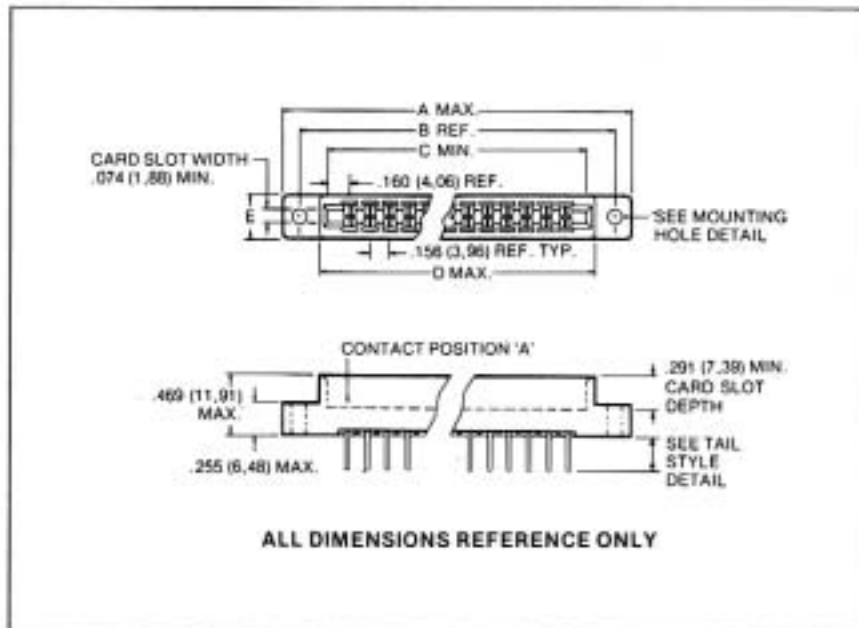 A MAX.
B REF.
C MIN.
CARD SLOT WIDTH
.074 (1,88) MIN.
.160 (4,06) REF.
E
SEE MOUNTING
HOLE DETAIL
.156 (3,96) REF. TYP.
D MAX.
CONTACT POSITION 'A'
.291 (7,39) MIN.
CARD SLOT
DEPTH
.469 (11,91)
MAX.
SEE TAIL
STYLE
DETAIL
.255 (6,48) MAX.
ALL DIMENSIONS REFERENCE ONLY